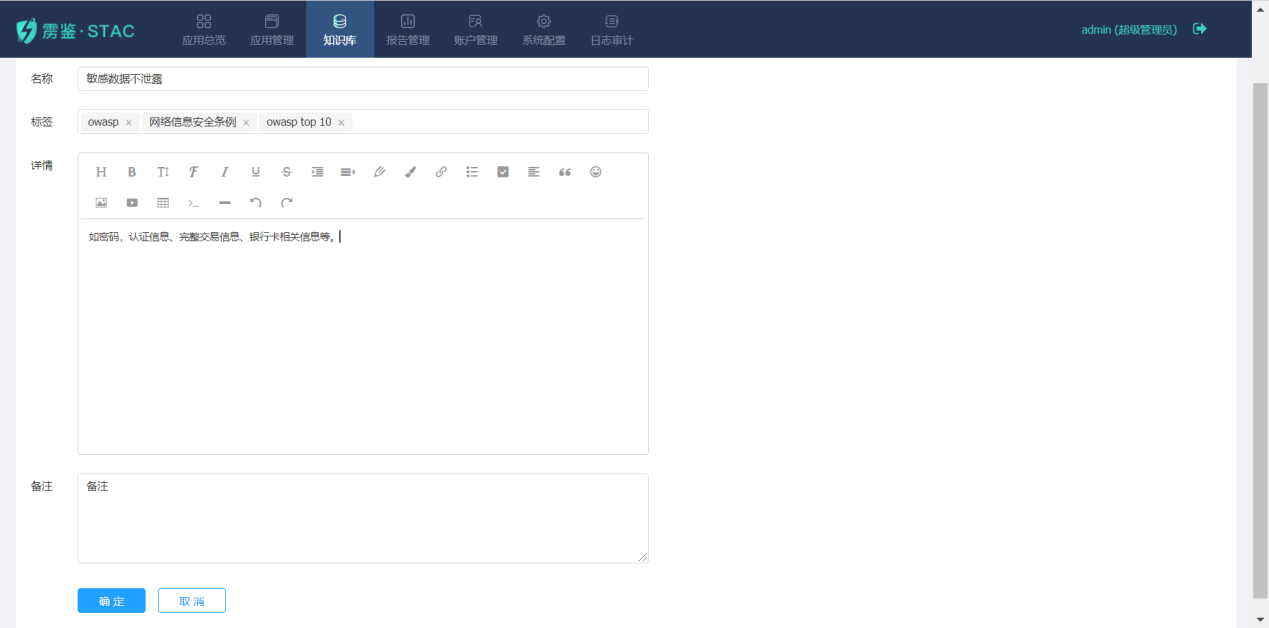 雳鉴·STAC
应用总览 应用管理 知识库 报告管理 账户管理 系统配置 日志审计
admin (超级管理员)
名称 敏感数据不泄露
标签 owasp × 网络信息安全条例 × owasp top 10 ×
详情
如密码，认证信息、完整交易信息、银行卡相关信息等。
备注 备注
确 定 取 消